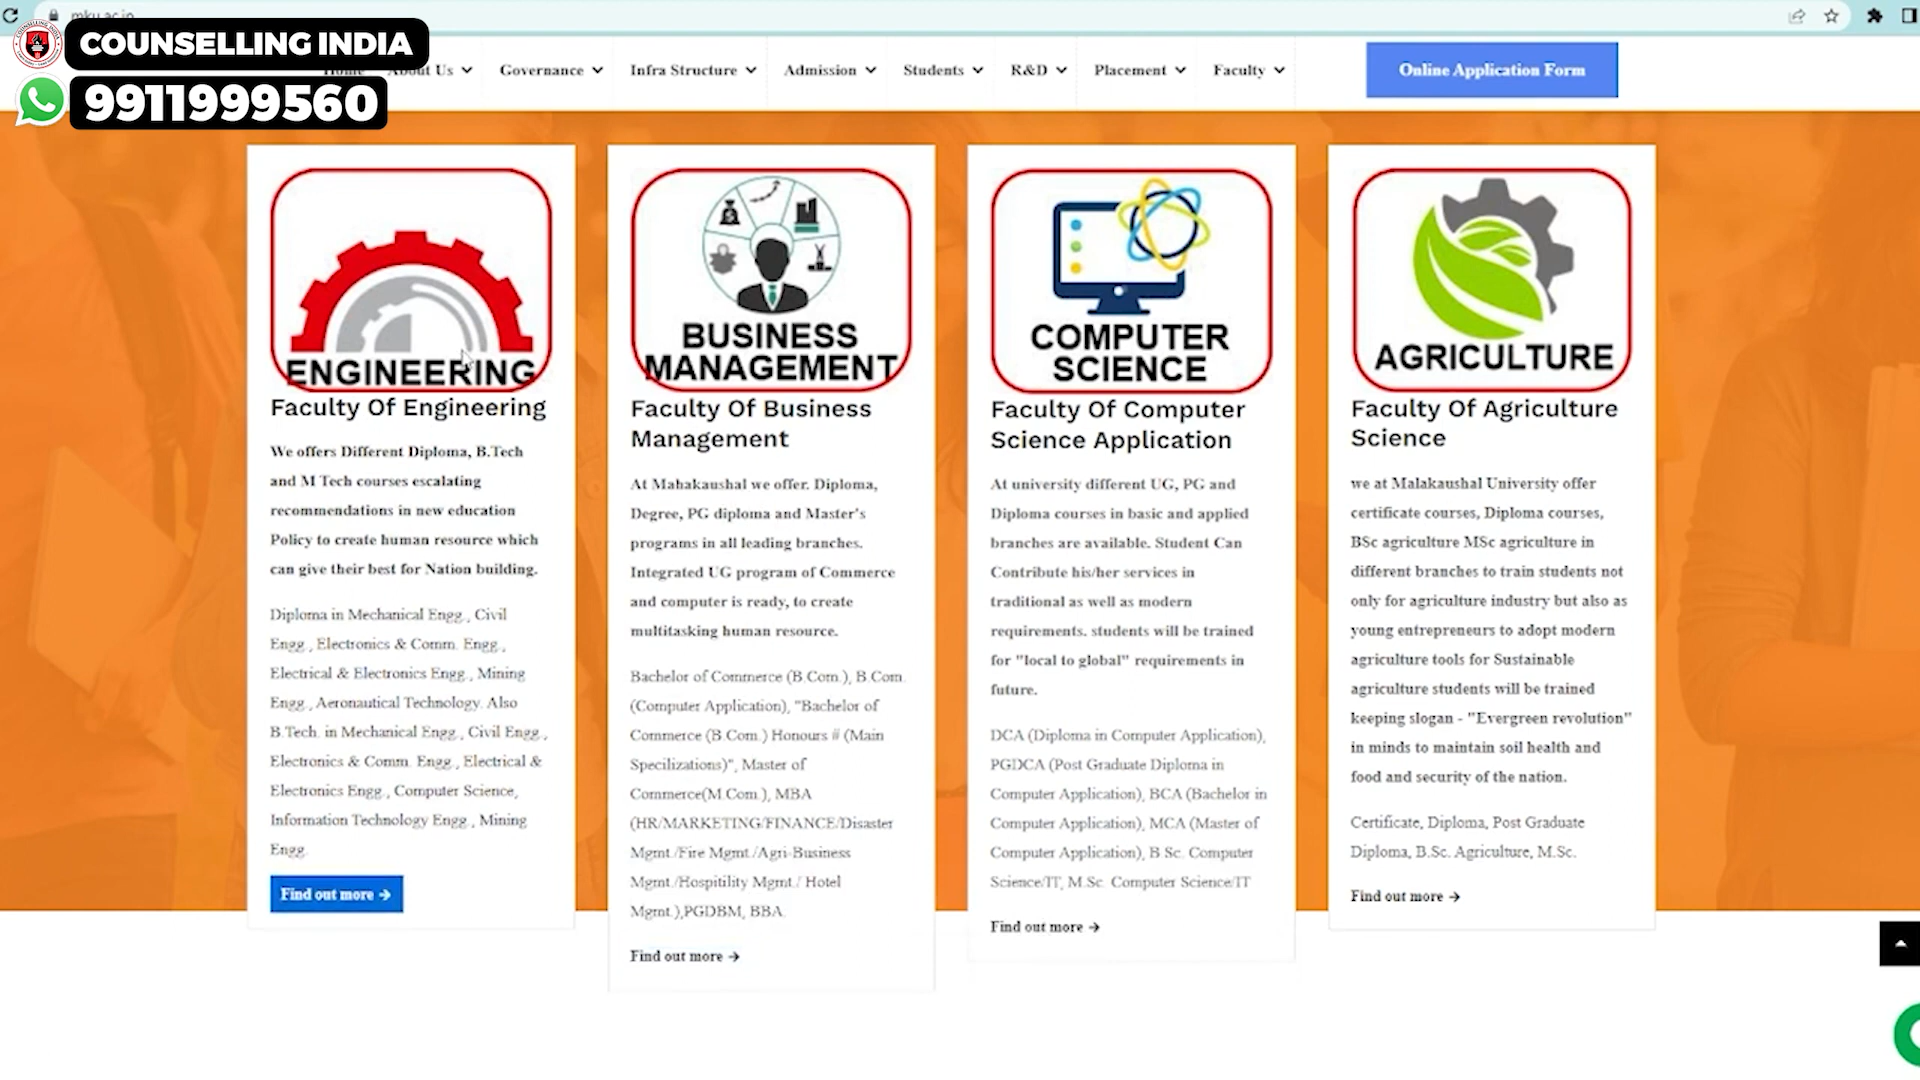 mku.ac.in
COUNSELLING INDIA
9911999560
Home
About Us
Governance
Infra Structure
Admission
Students
R&D
Placement
Faculty
Online Application Form
ENGINEERING
Faculty Of Engineering
We offers Different Diploma, B.Tech
and M Tech courses escalating
recommendations in new education
Policy to create human resource which
can give their best for Nation building.
Diploma in Mechanical Engg., Civil
Engg., Electronics & Comm. Engg.,
Electrical & Electronics Engg., Mining
Engg., Aeronautical Technology. Also
B.Tech. in Mechanical Engg., Civil Engg.,
Electronics & Comm. Engg., Electrical &
Electronics Engg., Computer Science,
Information Technology Engg., Mining
Engg.
Find out more →
BUSINESS
MANAGEMENT
Faculty Of Business
Management
At Mahakaushal we offer. Diploma,
Degree, PG diploma and Master's
programs in all leading branches.
Integrated UG program of Commerce
and computer is ready, to create
multitasking human resource.
Bachelor of Commerce (B.Com.), B.Com.
(Computer Application), "Bachelor of
Commerce (B.Com.) Honours # (Main
Specilizations)", Master of
Commerce(M.Com.), MBA
(HR/MARKETING/FINANCE/Disaster
Mgmt./Fire Mgmt./Agri-Business
Mgmt./Hospitility Mgmt./ Hotel
Mgmt.),PGDBM, BBA.
Find out more →
COMPUTER
SCIENCE
Faculty Of Computer
Science Application
At university different UG, PG and
Diploma courses in basic and applied
branches are available. Student Can
Contribute his/her services in
traditional as well as modern
requirements. students will be trained
for "local to global" requirements in
future.
DCA (Diploma in Computer Application),
PGDCA (Post Graduate Diploma in
Computer Application), BCA (Bachelor in
Computer Application), MCA (Master of
Computer Application), B Sc. Computer
Science/IT, M.Sc. Computer Science/IT
Find out more →
AGRICULTURE
Faculty Of Agriculture
Science
we at Malakaushal University offer
certificate courses, Diploma courses,
BSc agriculture MSc agriculture in
different branches to train students not
only for agriculture industry but also as
young entrepreneurs to adopt modern
agriculture tools for Sustainable
agriculture students will be trained
keeping slogan - "Evergreen revolution"
in minds to maintain soil health and
food and security of the nation.
Certificate, Diploma, Post Graduate
Diploma, B.Sc. Agriculture, M.Sc.
Find out more →